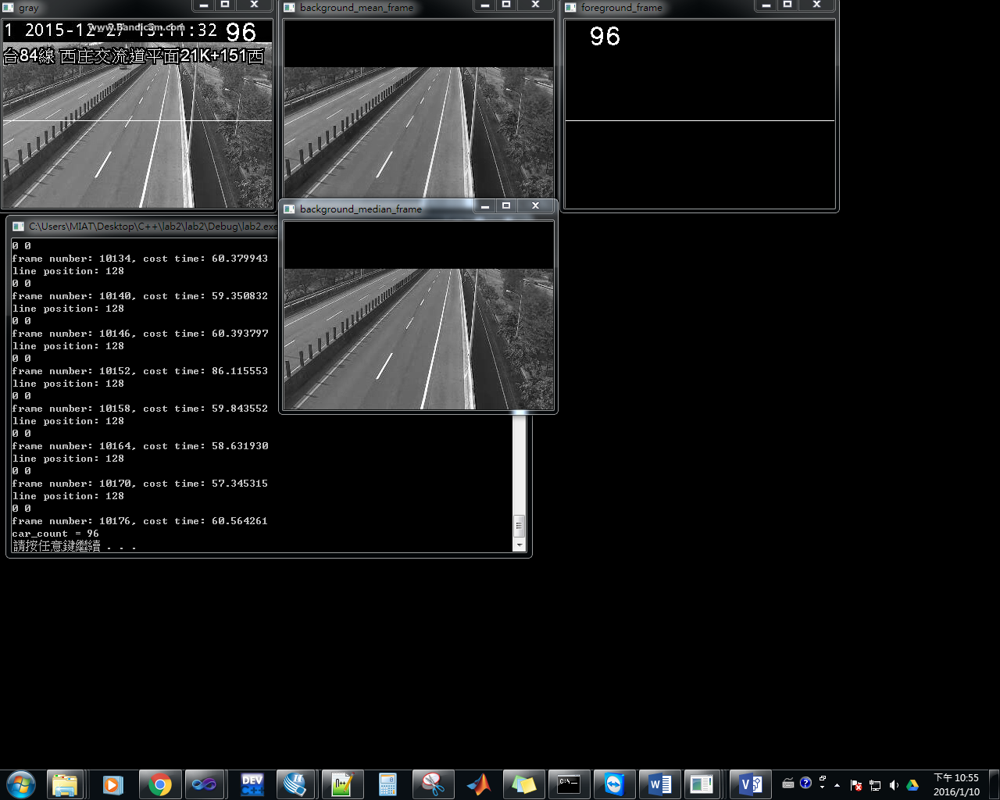 gray
1 2015-12-27 15:11:32 96
www.Bandicam.com
台84線 西庄交流道平面21K+151西
background_mean_frame
foreground_frame
96
background_median_frame
C:\Users\MIAT\Desktop\C++\lab2\lab2\Debug\lab2.exe
0 0
frame number: 10134, cost time: 60.379943
line position: 128
0 0
frame number: 10140, cost time: 59.350832
line position: 128
0 0
frame number: 10146, cost time: 60.393797
line position: 128
0 0
frame number: 10152, cost time: 86.115553
line position: 128
0 0
frame number: 10158, cost time: 59.843552
line position: 128
0 0
frame number: 10164, cost time: 58.631930
line position: 128
0 0
frame number: 10170, cost time: 57.345315
line position: 128
0 0
frame number: 10176, cost time: 60.564261
car_count = 96
請按任意鍵繼續 . . .
DEV
C++
下午 10:55
2016/1/10